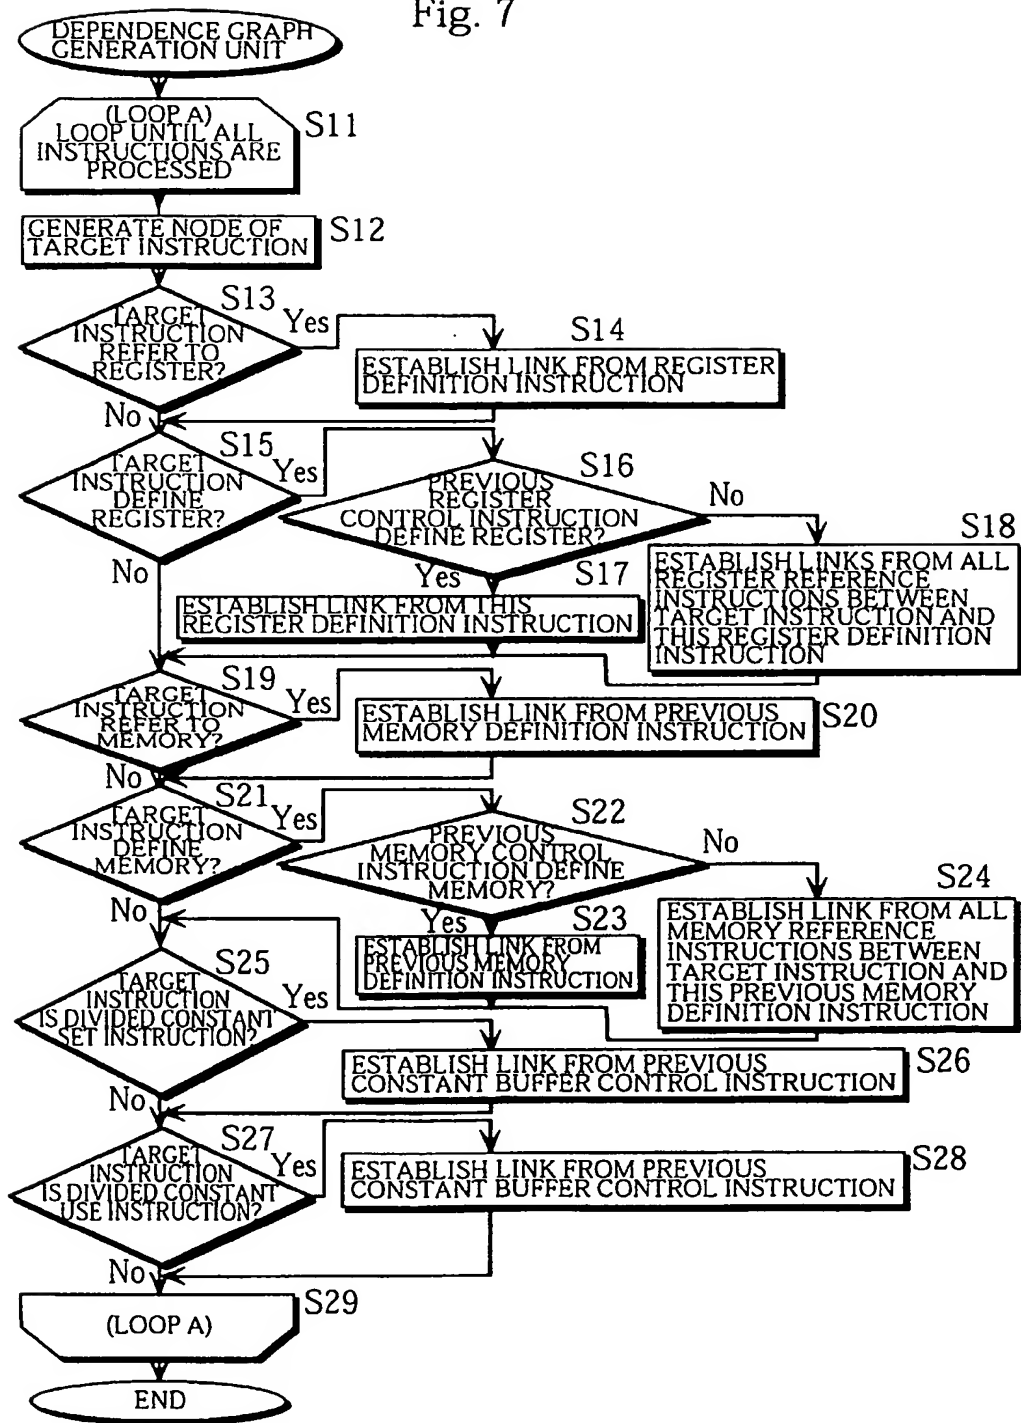 Fig. 7
DEPENDENCE GRAPH
GENERATION UNIT
(LOOP A)
LOOP UNTIL ALL
INSTRUCTIONS ARE
PROCESSED
S11
GENERATE NODE OF
TARGET INSTRUCTION
S12
S13
TARGET
INSTRUCTION
REFER TO
REGISTER?
Yes
No
S14
ESTABLISH LINK FROM REGISTER
DEFINITION INSTRUCTION
S15
TARGET
INSTRUCTION
DEFINE
REGISTER?
Yes
No
S16
PREVIOUS
REGISTER
CONTROL INSTRUCTION
DEFINE REGISTER?
No
Yes
S17
ESTABLISH LINK FROM THIS
REGISTER DEFINITION INSTRUCTION
S18
ESTABLISH LINKS FROM ALL
REGISTER REFERENCE
INSTRUCTIONS BETWEEN
TARGET INSTRUCTION AND
THIS REGISTER DEFINITION
INSTRUCTION
S19
TARGET
INSTRUCTION
REFER TO
MEMORY?
Yes
No
S20
ESTABLISH LINK FROM PREVIOUS
MEMORY DEFINITION INSTRUCTION
S21
TARGET
INSTRUCTION
DEFINE
MEMORY?
Yes
No
S22
PREVIOUS
MEMORY CONTROL
INSTRUCTION DEFINE
MEMORY?
No
Yes
S23
ESTABLISH LINK FROM
PREVIOUS MEMORY
DEFINITION INSTRUCTION
S24
ESTABLISH LINK FROM ALL
MEMORY REFERENCE
INSTRUCTIONS BETWEEN
TARGET INSTRUCTION AND
THIS PREVIOUS MEMORY
DEFINITION INSTRUCTION
S25
TARGET
INSTRUCTION
IS DIVIDED CONSTANT
SET INSTRUCTION?
Yes
No
S26
ESTABLISH LINK FROM PREVIOUS
CONSTANT BUFFER CONTROL INSTRUCTION
S27
TARGET
INSTRUCTION
IS DIVIDED CONSTANT
USE INSTRUCTION?
Yes
No
S28
ESTABLISH LINK FROM PREVIOUS
CONSTANT BUFFER CONTROL INSTRUCTION
S29
(LOOP A)
END